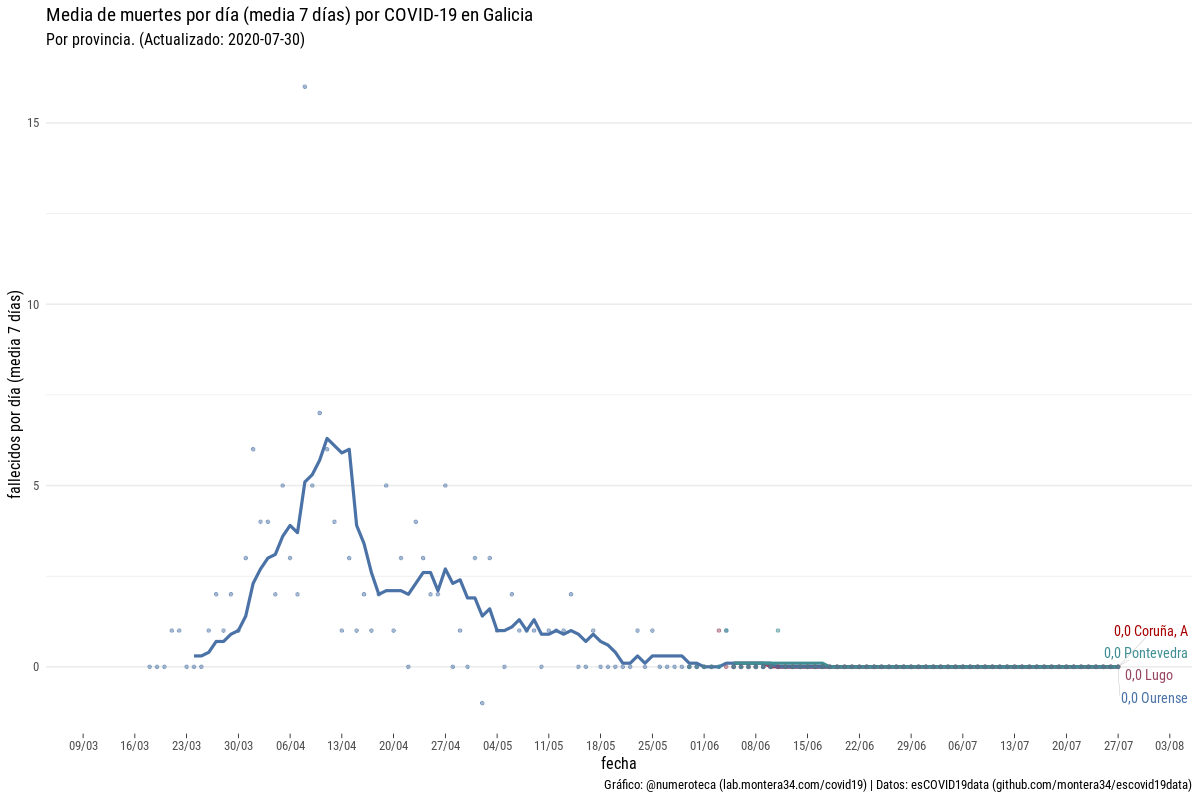 Media de muertes por día (media 7 días) por COVID-19 en Galicia
Por provincia. (Actualizado: 2020-07-30)
fallecidos por día (media 7 días)
15
10
5
0
0,0 Coruña, A
0,0 Pontevedra
0,0 Lugo
0,0 Ourense
09/03 16/03 23/03 30/03 06/04 13/04 20/04 27/04 04/05 11/05 18/05 25/05 01/06 08/06 15/06 22/06 29/06 06/07 13/07 20/07 27/07 03/08
fecha
Gráfico: @numeroteca (lab.montera34.com/covid19) | Datos: esCOVID19data (github.com/montera34/escovid19data)